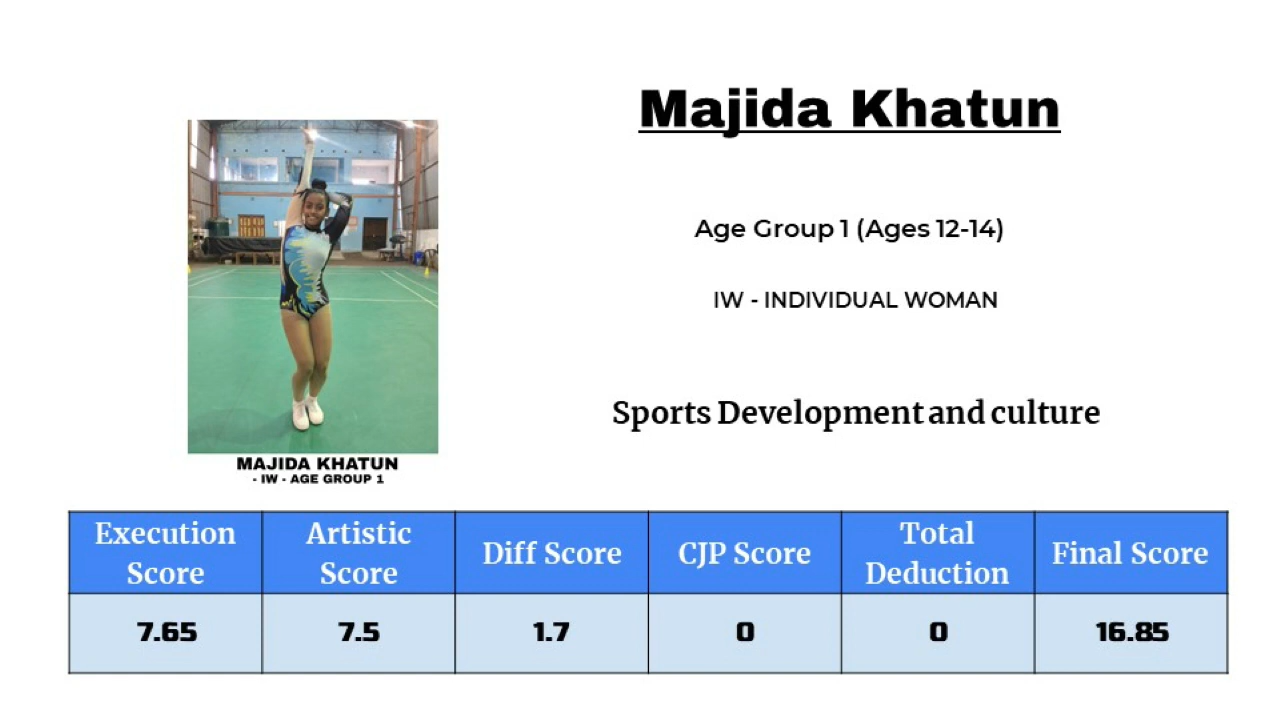 Majida Khatun
Age Group 1 (Ages 12-14)
IW - INDIVIDUAL WOMAN
Sports Development and culture
MAJIDA KHATUN
- IW - AGE GROUP 1
Execution Score
Artistic Score
Diff Score
CJP Score
Total Deduction
Final Score
7.65
7.5
1.7
0
0
16.85